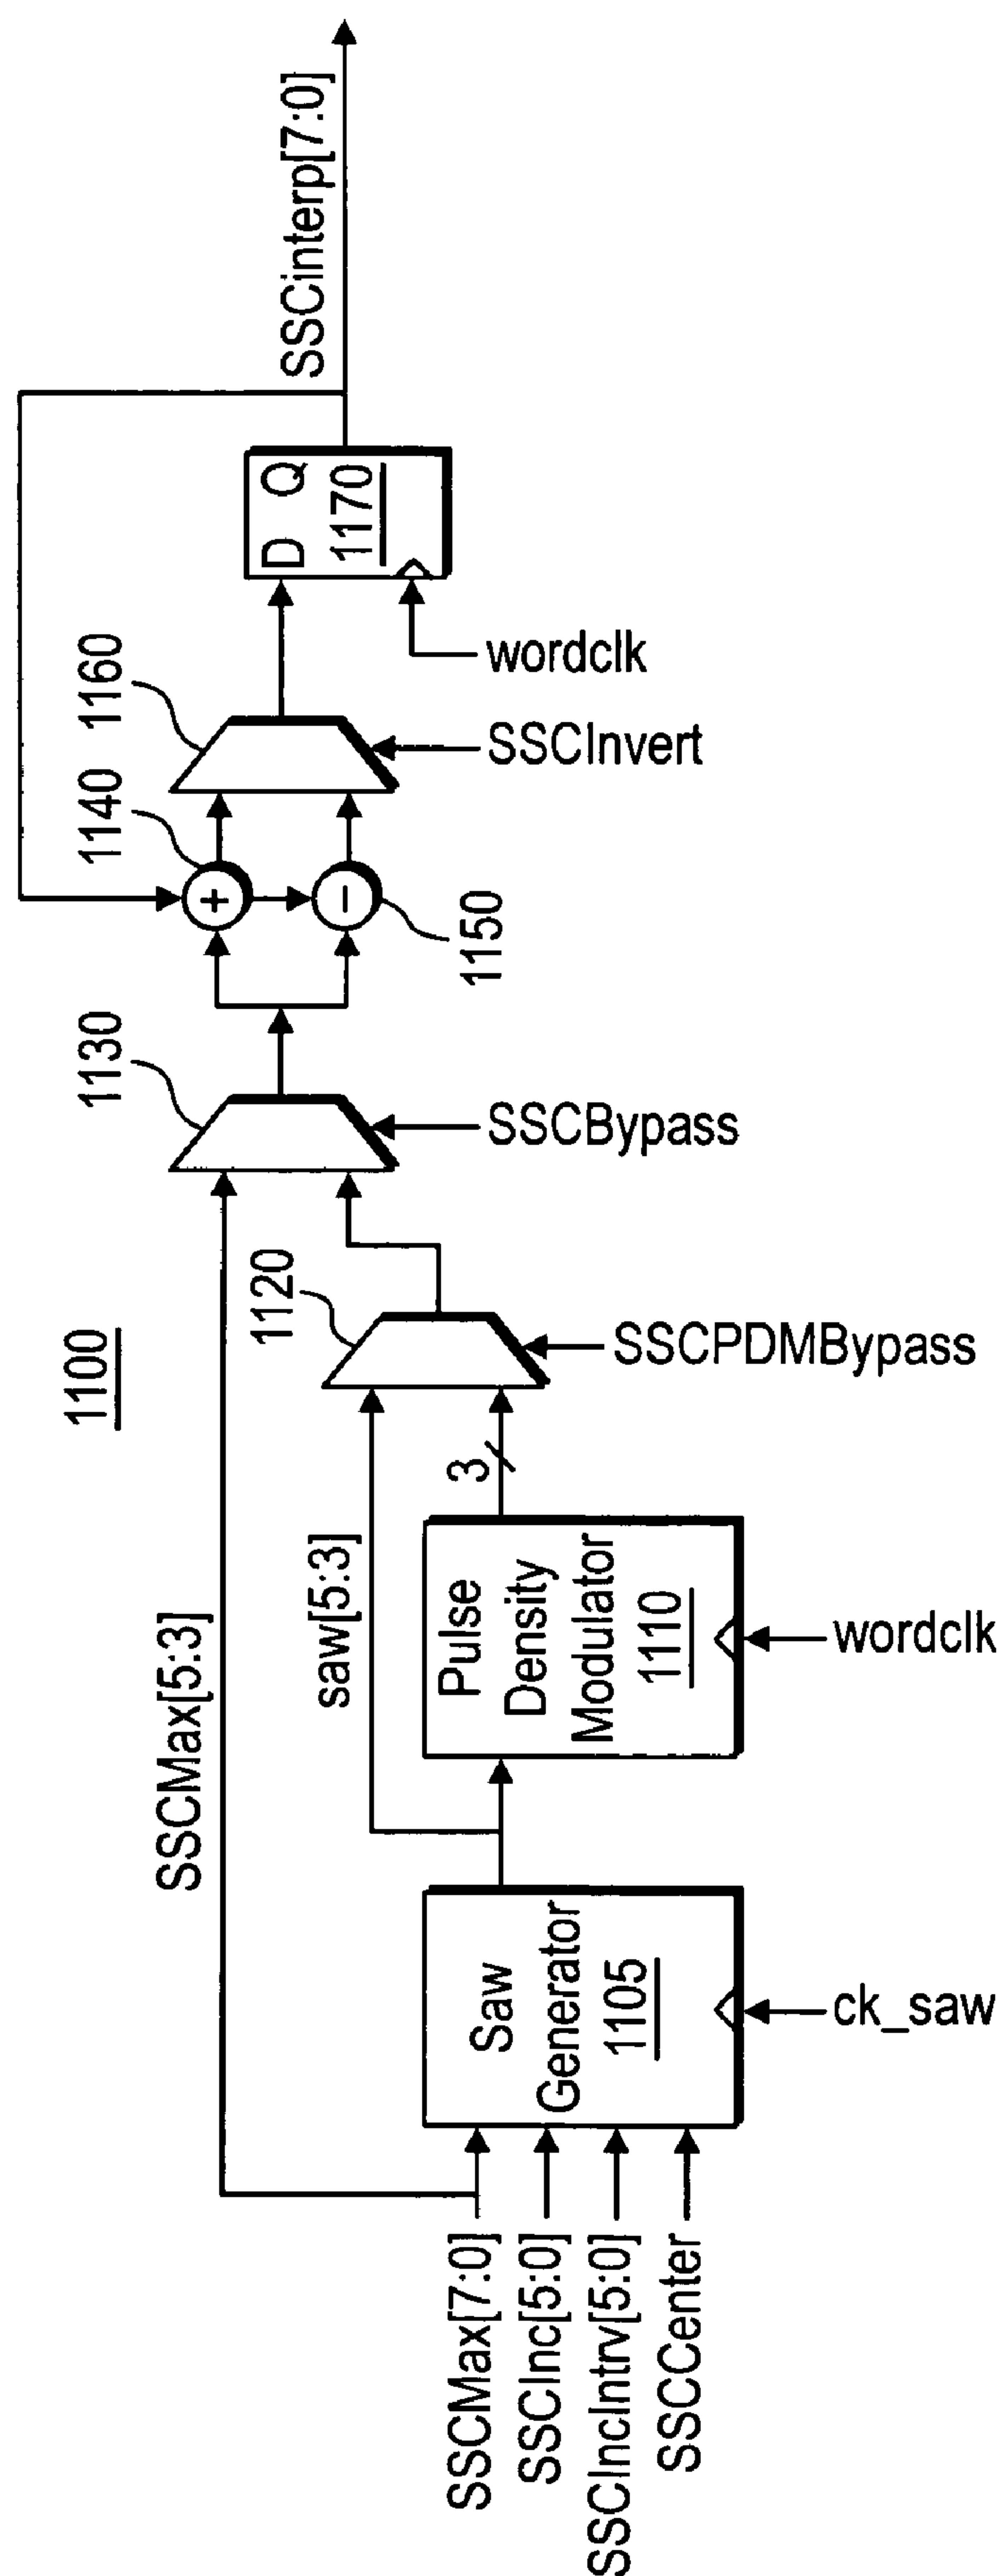 1100
SSCMax[7:0]
SSCInc[5:0]
SSCIncIntrv[5:0]
SSCCenter
SSCMax[5:3]
Saw
Generator
1105
ck_saw
saw[5:3]
Pulse
Density
Modulator
1110
wordclk
3
1120
SSCPDMBypass
1130
SSCBypass
1140
+
-
1150
1160
SSCInvert
D Q
1170
wordclk
SSCinterp[7:0]